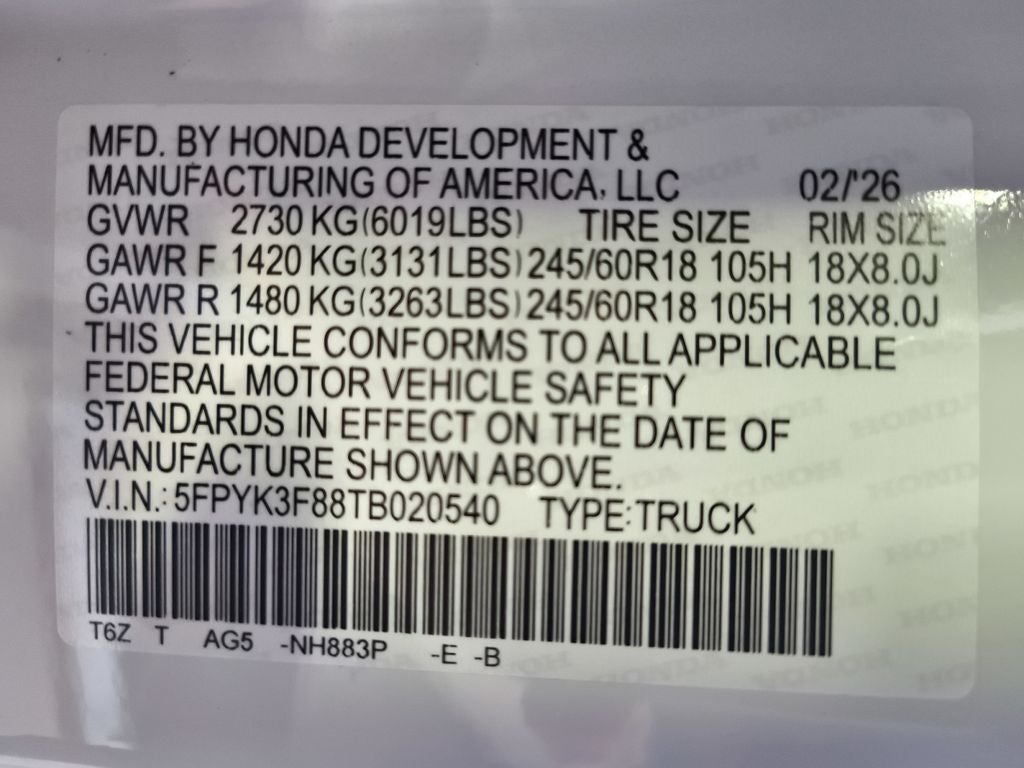 MFD. BY HONDA DEVELOPMENT &
MANUFACTURING OF AMERICA, LLC 02/'26
GVWR 2730 KG(6019LBS) TIRE SIZE RIM SIZE
GAWR F 1420 KG(3131LBS) 245/60R18 105H 18X8.0J
GAWR R 1480 KG(3263LBS) 245/60R18 105H 18X8.0J
THIS VEHICLE CONFORMS TO ALL APPLICABLE
FEDERAL MOTOR VEHICLE SAFETY
STANDARDS IN EFFECT ON THE DATE OF
MANUFACTURE SHOWN ABOVE.
V.I.N.: 5FPYK3F88TB020540 TYPE: TRUCK
T6Z T AG5 -NH883P -E -B